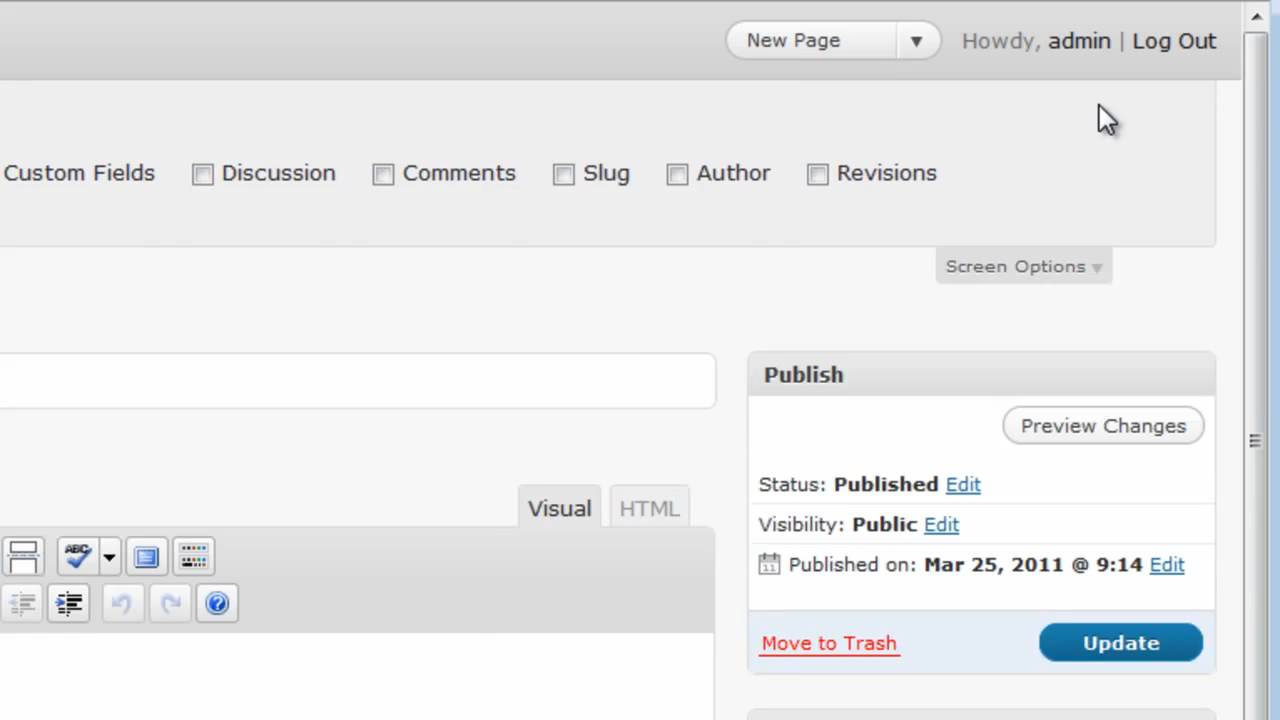 New Page ▼ Howdy, admin | Log Out
Custom Fields Discussion Comments Slug Author Revisions
Screen Options ▼
Publish
Preview Changes
Status: Published Edit
Visual HTML
Visibility: Public Edit
ABC
11 Published on: Mar 25, 2011 @ 9:14 Edit
?
Move to Trash Update